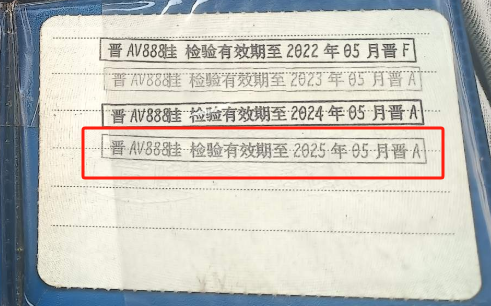 晋 AV888挂 检验有效期至 2022 年 05 月晋 F
晋 AV888挂 检验有效期至 2023 年 05 月晋 A
晋 AV888挂 检验有效期至 2024 年 05 月晋 A
晋 AV888挂 检验有效期至 2025 年 05 月晋 A